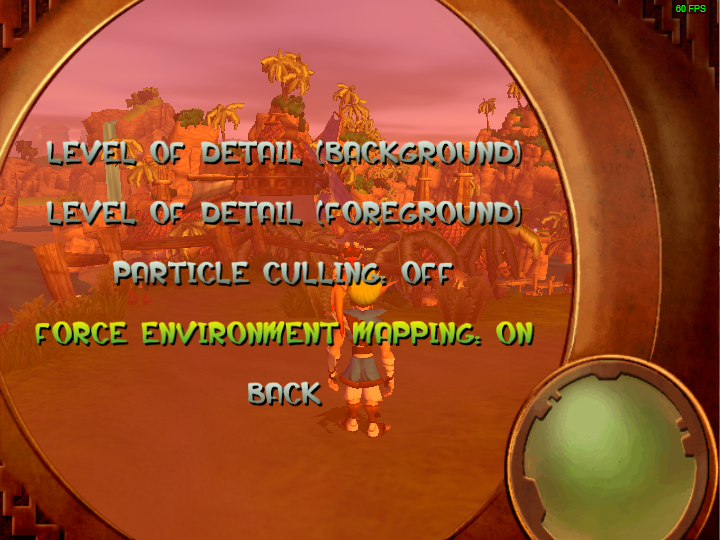 60 FPS
LEVEL OF DETAIL (BACKGROUND)
LEVEL OF DETAIL (FOREGROUND)
PARTICLE CULLING: OFF
FORCE ENVIRONMENT MAPPING: ON
BACK